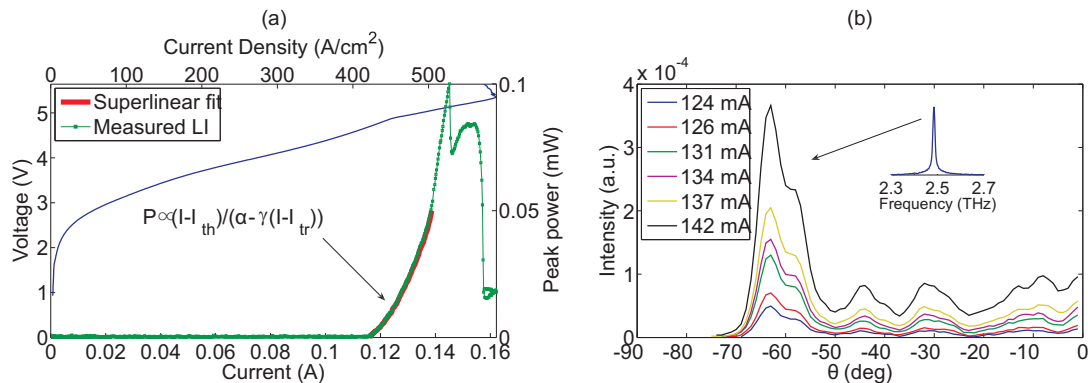 (a)
Current Density (A/cm²)
0 100 200 300 400 500
Superlinear fit
Measured LI
P∝(I-I th)/(α-γ(I-I tr))
Voltage (V)
5
4
3
2
1
0
0.1
0.05
0
Peak power (mW)
0 0.02 0.04 0.06 0.08 0.1 0.12 0.14 0.16
Current (A)
(b)
x 10⁻⁴
4
3
2
1
0
Intensity (a.u.)
124 mA
126 mA
131 mA
134 mA
137 mA
142 mA
2.3 2.5 2.7
Frequency (THz)
-90 -80 -70 -60 -50 -40 -30 -20 -10 0
θ (deg)